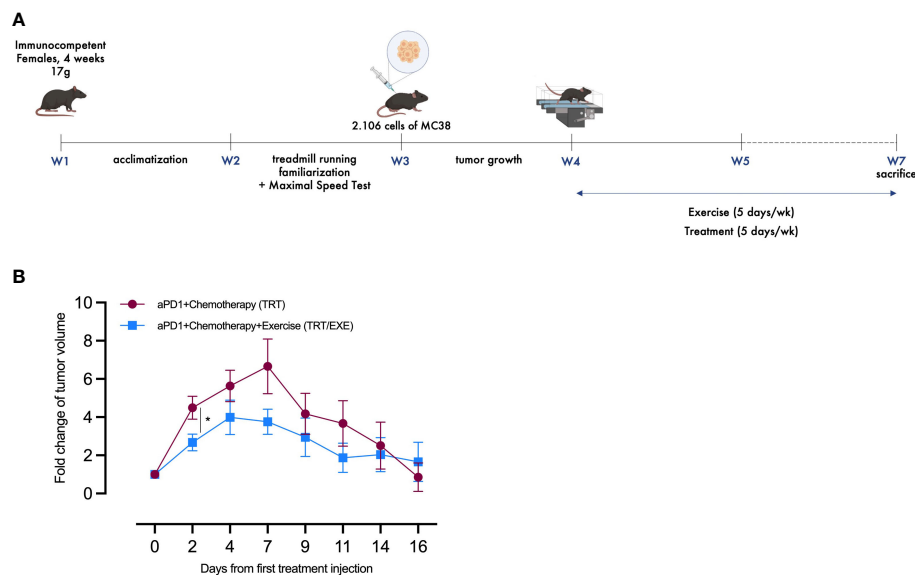 A
Immunocompetent
Females, 4 weeks
17g
2.106 cells of MC38
W1
acclimatization
W2
treadmill running
familiarization
+ Maximal Speed Test
W3
tumor growth
W4
W5
W7
sacrifice
Exercise (5 days/wk)
Treatment (5 days/wk)
B
aPD1+Chemotherapy (TRT)
aPD1+Chemotherapy+Exercise (TRT/EXE)
Fold change of tumor volume
10
8
6
4
2
0
*
0 2 4 7 9 11 14 16
Days from first treatment injection